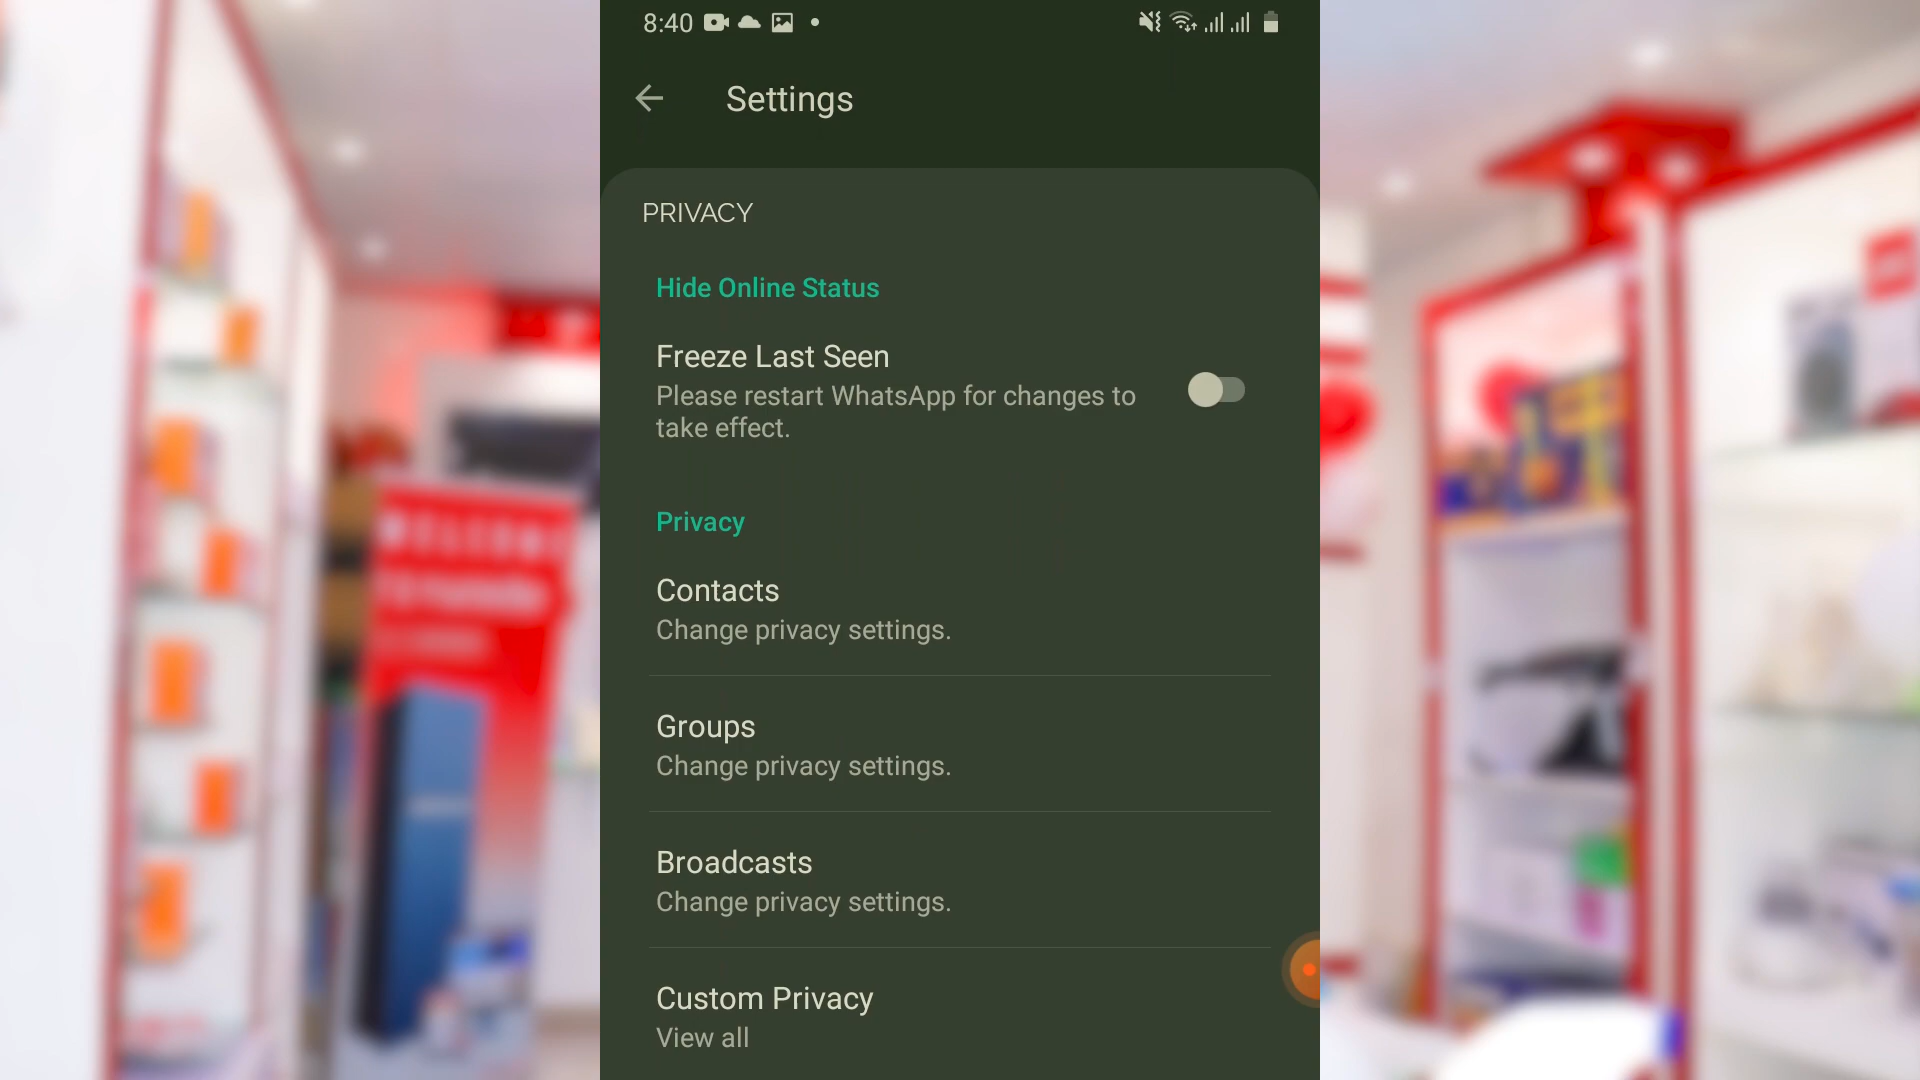 8:40
Settings
PRIVACY
Hide Online Status
Freeze Last Seen
Please restart WhatsApp for changes to
take effect.
Privacy
Contacts
Change privacy settings.
Groups
Change privacy settings.
Broadcasts
Change privacy settings.
Custom Privacy
View all